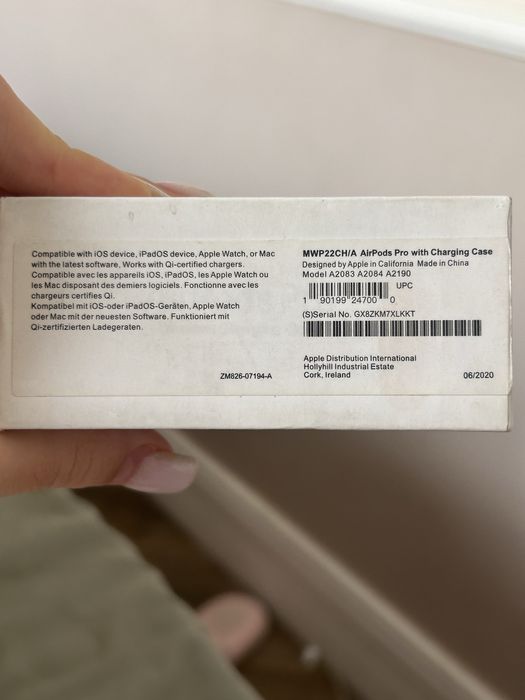 Compatible with iOS device, iPadOS device, Apple Watch, or Mac
with the latest software, Works with Qi-certified chargers.
Compatible avec les appareils iOS, iPadOS, les Apple Watch ou
les Mac disposant des demiers logiciels. Fonctionne avec les
chargeurs certifies Qi.
Kompatibel mit iOS-oder iPadOS-Geräten, Apple Watch
oder Mac mit der neuesten Software. Funktioniert mit
Qi-zertifizierten Ladegeraten.
ZM826-07194-A
MWP22CH/A AirPods Pro with Charging Case
Designed by Apple in California Made in China
Model A2083 A2084 A2190
UPC
1 90199 24700 0
(S)Serial No. GX8ZKM7XLKKT
Apple Distribution International
Hollyhill Industrial Estate
Cork, Ireland
06/2020